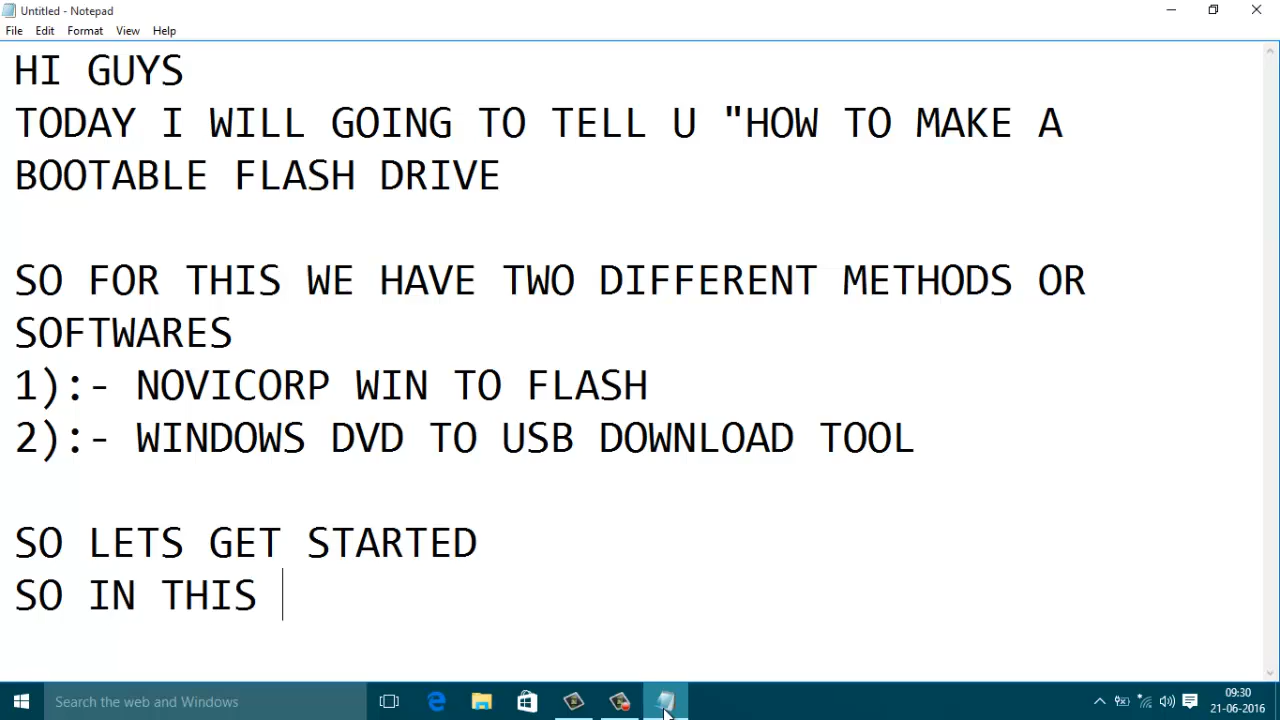 Untitled - Notepad
File Edit Format View Help
HI GUYS
TODAY I WILL GOING TO TELL U "HOW TO MAKE A
BOOTABLE FLASH DRIVE
SO FOR THIS WE HAVE TWO DIFFERENT METHODS OR
SOFTWARES
1):- NOVICORP WIN TO FLASH
2):- WINDOWS DVD TO USB DOWNLOAD TOOL
SO LETS GET STARTED
SO IN THIS
Search the web and Windows
09:30
21-06-2016